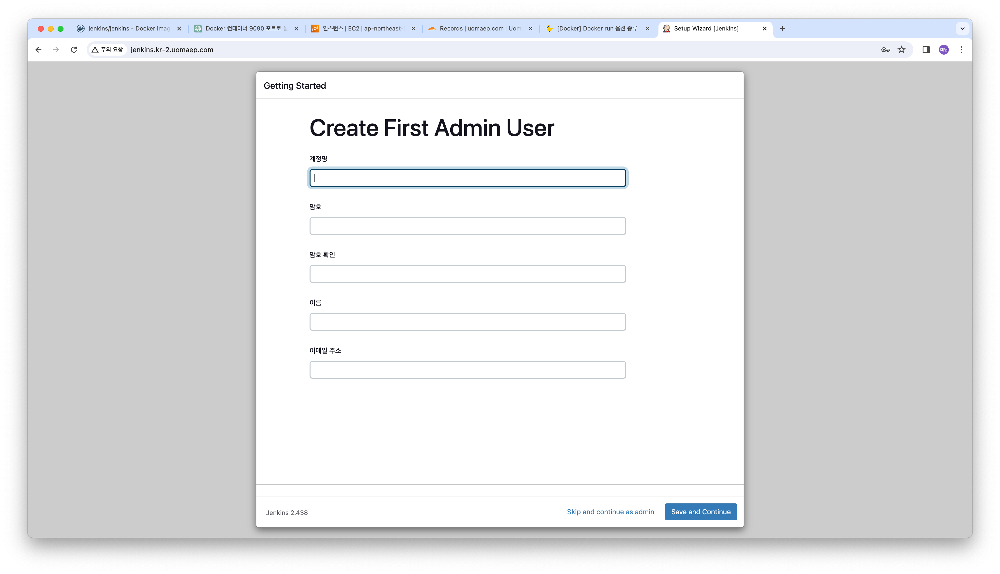 jenkins/jenkins - Docker Imag
Docker 컨테이너 9090 포트로 실
인스턴스 | EC2 | ap-northeast-2
Records | uomaep.com | Uom
[Docker] Docker run 옵션 종류
Setup Wizard [Jenkins]
주의 요함
jenkins.kr-2.uomaep.com
대원
Getting Started
Create First Admin User
계정명
암호
암호 확인
이름
이메일 주소
Jenkins 2.438
Skip and continue as admin
Save and Continue